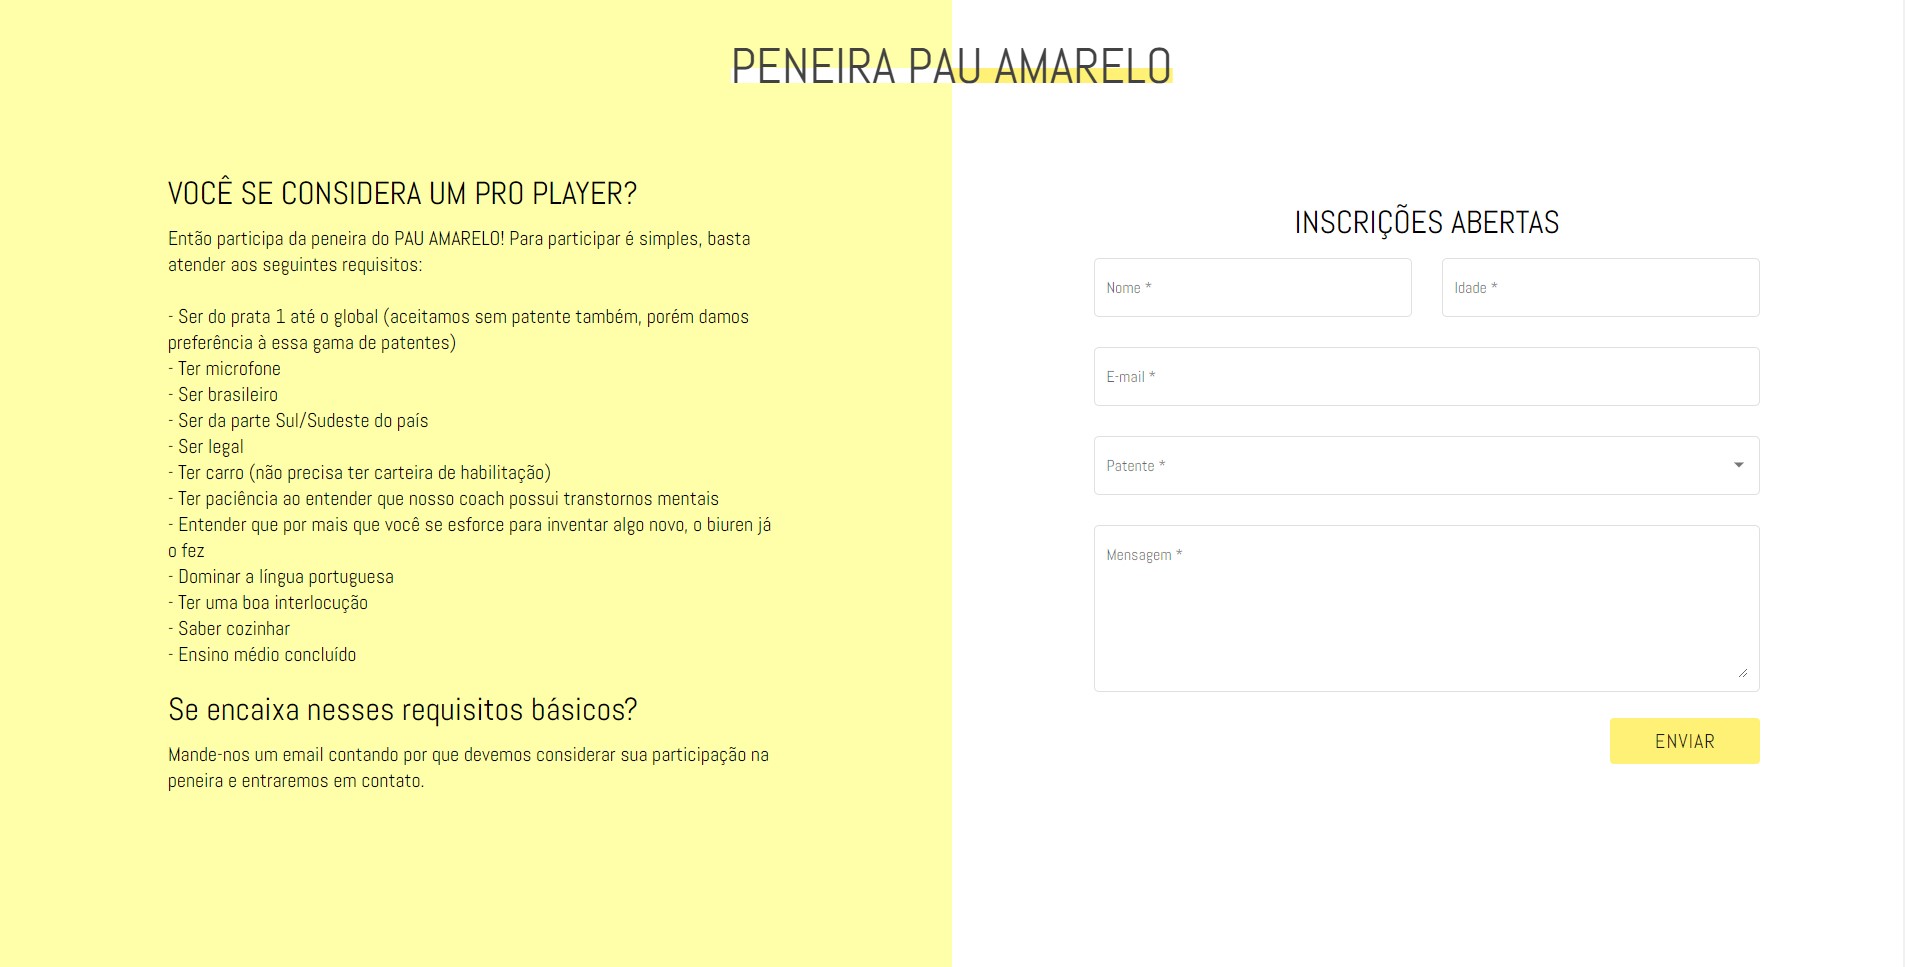 PENEIRA PAU AMARELO
VOCÊ SE CONSIDERA UM PRO PLAYER?
Então participa da peneira do PAU AMARELO! Para participar é simples, basta
atender aos seguintes requisitos:
- Ser do prata 1 até o global (aceitamos sem patente também, porém damos
preferência à essa gama de patentes)
- Ter microfone
- Ser brasileiro
- Ser da parte Sul/Sudeste do país
- Ser legal
- Ter carro (não precisa ter carteira de habilitação)
- Ter paciência ao entender que nosso coach possui transtornos mentais
- Entender que por mais que você se esforce para inventar algo novo, o biuren já
o fez
- Dominar a língua portuguesa
- Ter uma boa interlocução
- Saber cozinhar
- Ensino médio concluído
Se encaixa nesses requisitos básicos?
Mande-nos um email contando por que devemos considerar sua participação na
peneira e entraremos em contato.
INSCRIÇÕES ABERTAS
Nome *
Idade *
E-mail *
Patente *
Mensagem *
ENVIAR